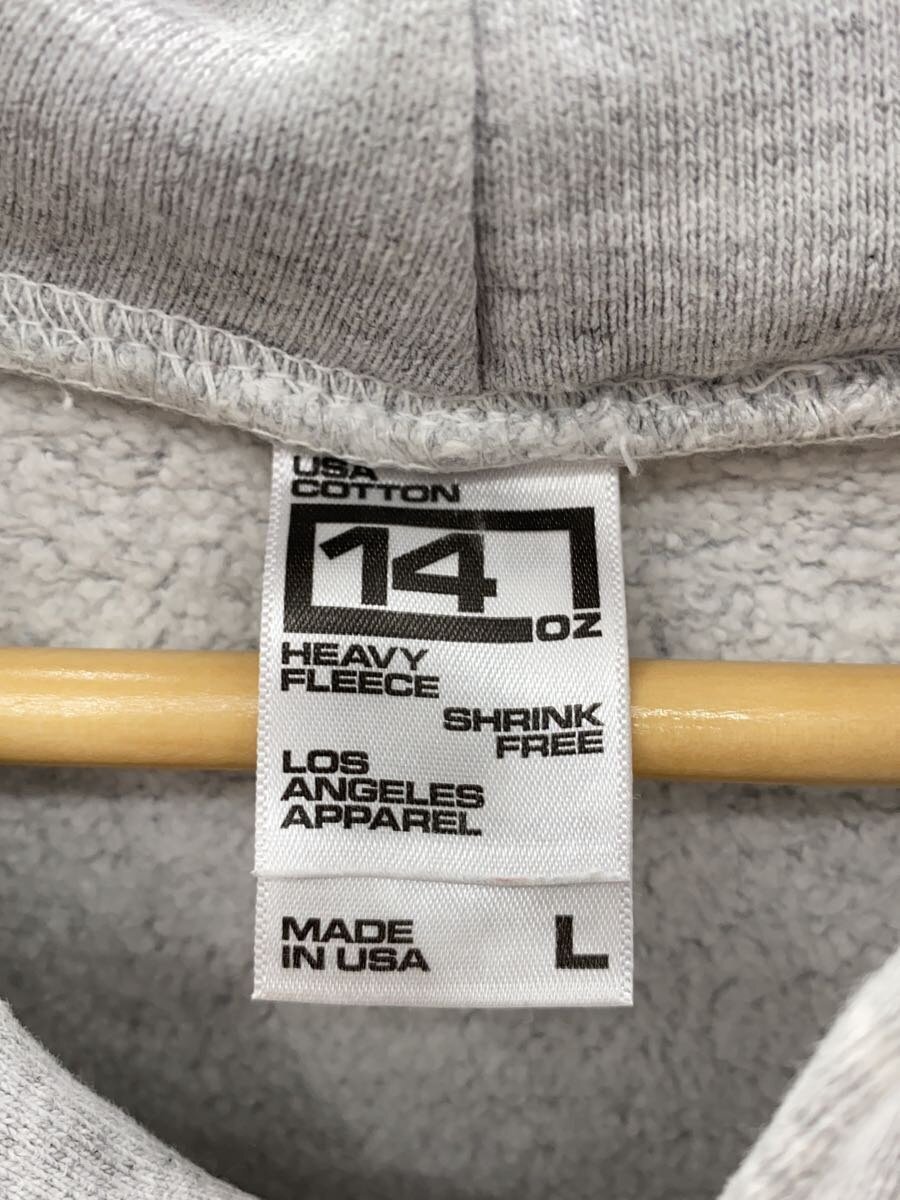 USA
COTTON
14
OZ
HEAVY
FLEECE
SHRINK
FREE
LOS
ANGELES
APPAREL
MADE
IN USA
L